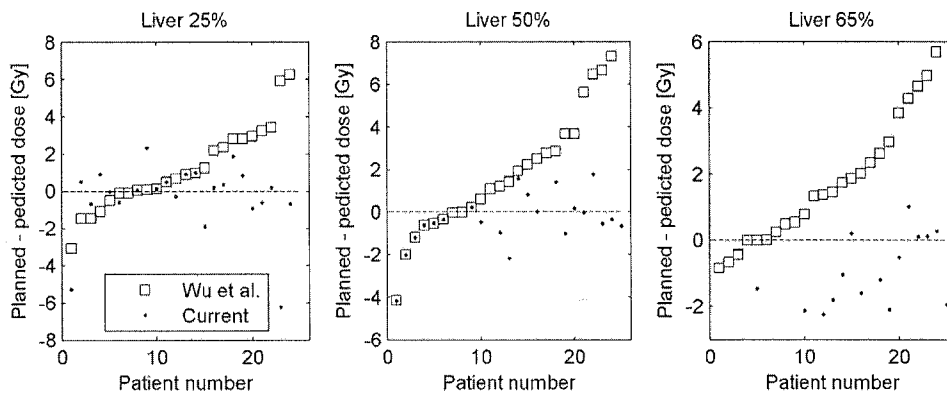 Liver 25%
Planned - pedicted dose [Gy]
8
6
4
2
0
-2
-4
-6
-8
Wu et al.
Current
0
10
20
Patient number
Liver 50%
Planned - pedicted dose [Gy]
8
6
4
2
0
-2
-4
-6
0
10
20
Patient number
Liver 65%
Planned - pedicted dose [Gy]
6
4
2
0
-2
0
10
20
Patient number